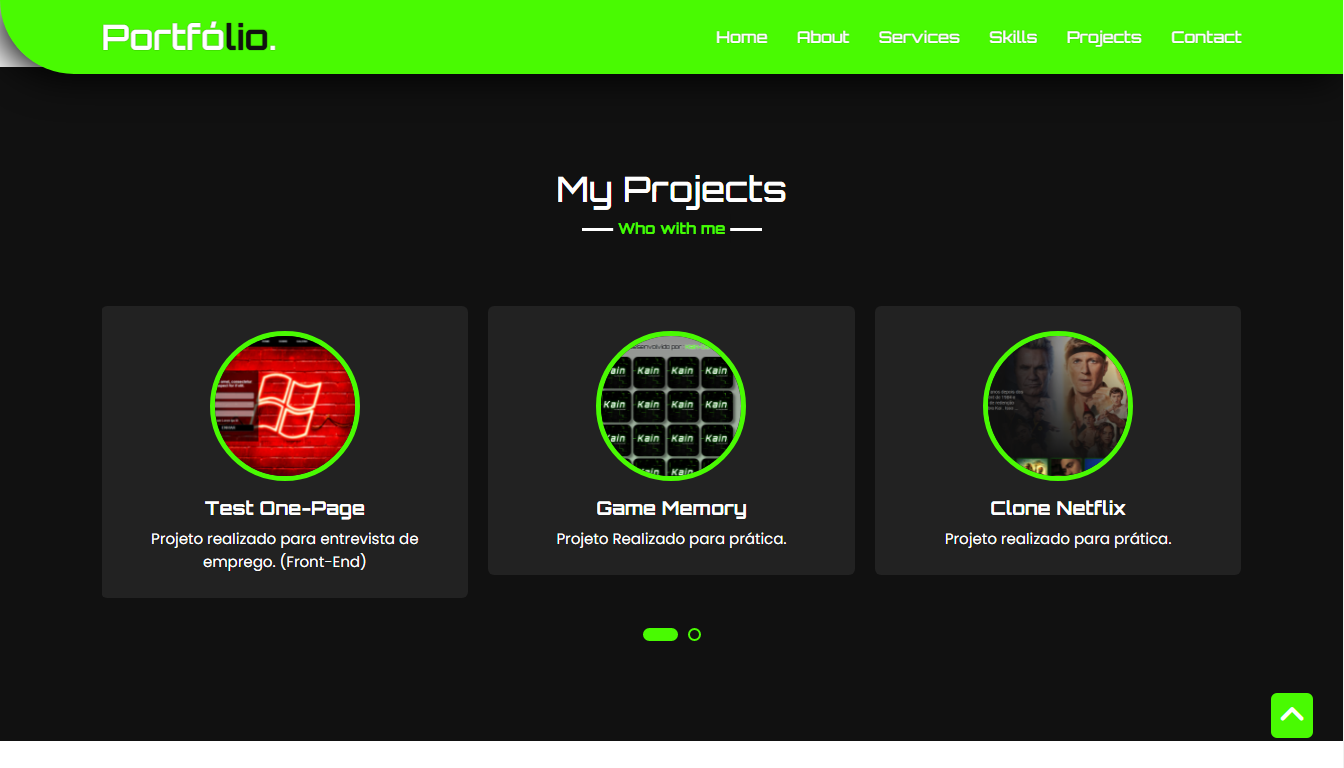 Portfólio.
Home About Services Skills Projects Contact
My Projects
Who with me
Kain Kain Kain Kain
Kain Kain Kain Kain
Kain Kain Kain Kain
Test One-Page
Projeto realizado para entrevista de
emprego. (Front-End)
Game Memory
Projeto Realizado para prática.
Clone Netflix
Projeto realizado para prática.